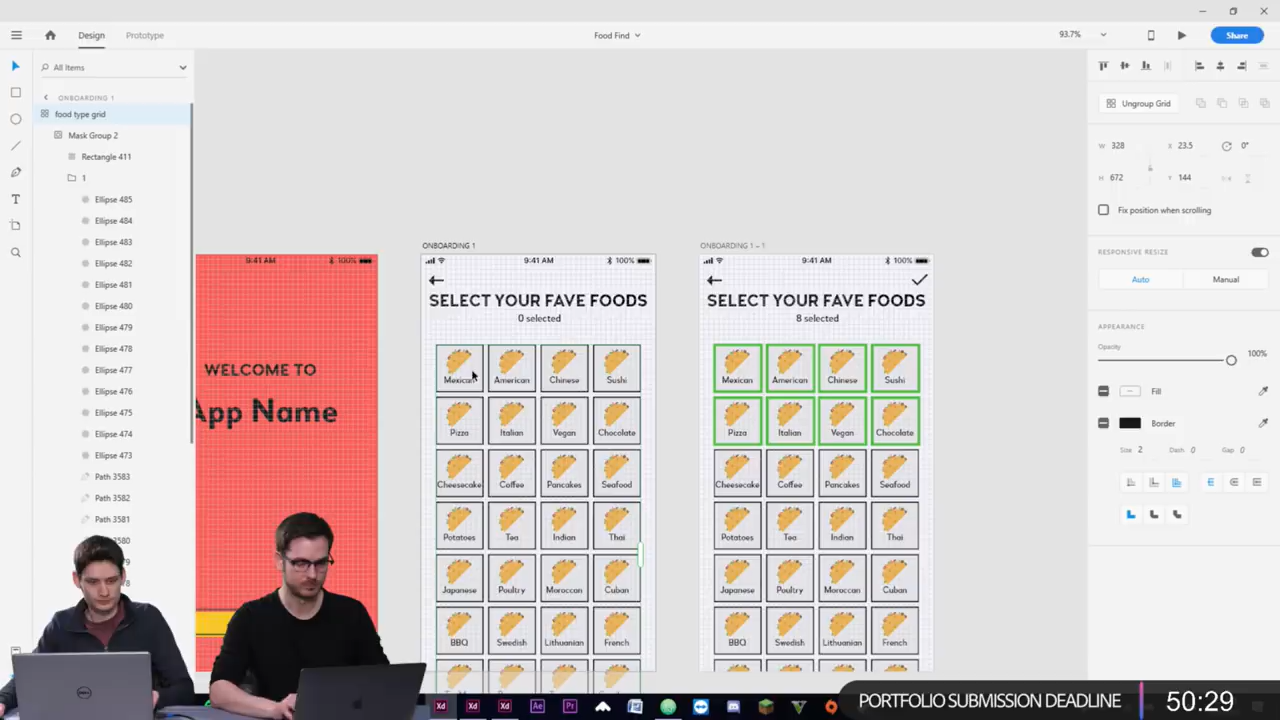 Design
Prototype
Food Find
93.7%
Share
All Items
ONBOARDING 1
food type grid
Mask Group 2
Rectangle 411
1
Ellipse 485
Ellipse 484
Ellipse 483
Ellipse 482
Ellipse 481
Ellipse 480
Ellipse 479
Ellipse 478
Ellipse 477
Ellipse 476
Ellipse 475
Ellipse 474
Ellipse 473
Path 3583
Path 3582
Path 3581
9:41 AM 100%
WELCOME TO
App Name
ONBOARDING 1
9:41 AM 100%
SELECT YOUR FAVE FOODS
0 selected
Mexican American Chinese Sushi
Pizza Italian Vegan Chocolate
Cheesecake Coffee Pancakes Seafood
Potatoes Tea Indian Thai
Japanese Poultry Moroccan Cuban
BBQ Swedish Lithuanian French
ONBOARDING 1 – 1
9:41 AM 100%
SELECT YOUR FAVE FOODS
8 selected
Mexican American Chinese Sushi
Pizza Italian Vegan Chocolate
Cheesecake Coffee Pancakes Seafood
Potatoes Tea Indian Thai
Japanese Poultry Moroccan Cuban
BBQ Swedish Lithuanian French
Ungroup Grid
W 328 X 23.5 0°
H 672 Y 144
Fix position when scrolling
RESPONSIVE RESIZE
Auto Manual
APPEARANCE
Opacity 100%
Fill
Border
Size 2 Dash 0 Gap 0
Xd Xd Xd Ae Pr
PORTFOLIO SUBMISSION DEADLINE 50:29